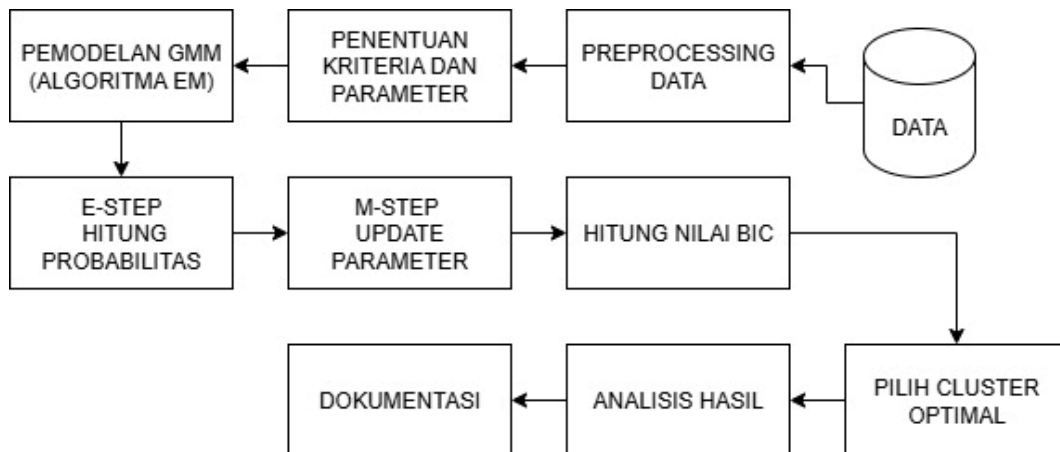 PEMODELAN GMM
(ALGORITMA EM)
PENENTUAN
KRITERIA DAN
PARAMETER
PREPROCESSING
DATA
DATA
E-STEP
HITUNG
PROBABILITAS
M-STEP
UPDATE
PARAMETER
HITUNG NILAI BIC
DOKUMENTASI
ANALISIS HASIL
PILIH CLUSTER
OPTIMAL